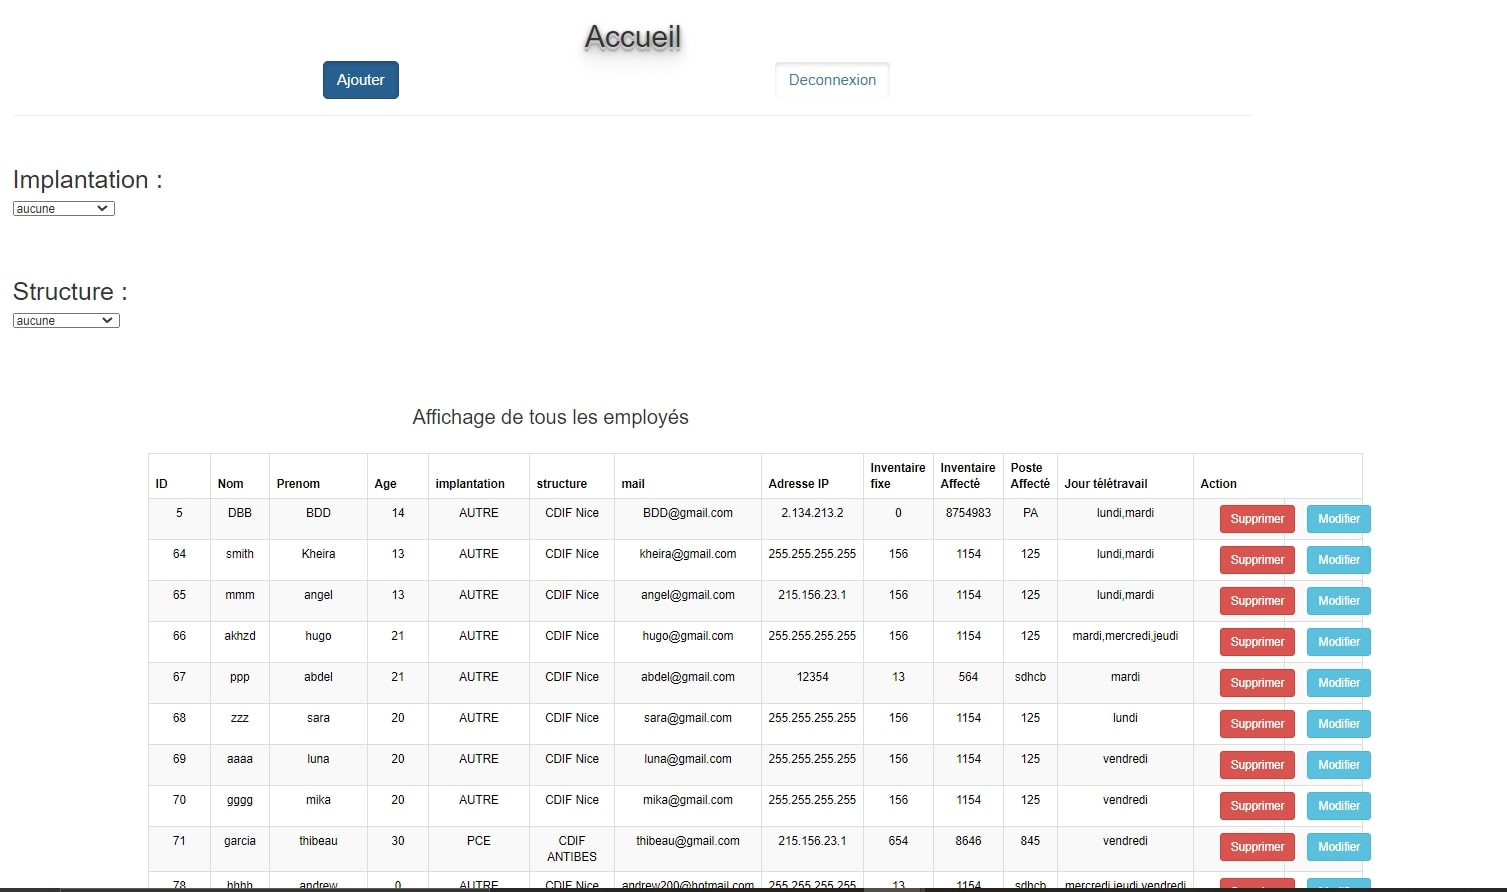 Accueil
Ajouter Deconnexion
Implantation :
aucune
Structure :
aucune
Affichage de tous les employés
ID Nom Prenom Age implantation structure mail Adresse IP Inventaire fixe Inventaire Affecté Poste Affecté Jour télétravail Action
5 DBB BDD 14 AUTRE CDIF Nice BDD@gmail.com 2.134.213.2 0 8754983 PA lundi,mardi Supprimer Modifier
64 smith Kheira 13 AUTRE CDIF Nice kheira@gmail.com 255.255.255.255 156 1154 125 lundi,mardi Supprimer Modifier
65 mmm angel 13 AUTRE CDIF Nice angel@gmail.com 215.156.23.1 156 1154 125 lundi,mardi Supprimer Modifier
66 akhzd hugo 21 AUTRE CDIF Nice hugo@gmail.com 255.255.255.255 156 1154 125 mardi,mercredi,jeudi Supprimer Modifier
67 ppp abdel 21 AUTRE CDIF Nice abdel@gmail.com 12354 13 564 sdhcb mardi Supprimer Modifier
68 zzz sara 20 AUTRE CDIF Nice sara@gmail.com 255.255.255.255 156 1154 125 lundi Supprimer Modifier
69 aaaa luna 20 AUTRE CDIF Nice luna@gmail.com 255.255.255.255 156 1154 125 vendredi Supprimer Modifier
70 gggg mika 20 AUTRE CDIF Nice mika@gmail.com 255.255.255.255 156 1154 125 vendredi Supprimer Modifier
71 garcia thibeau 30 PCE CDIF ANTIBES thibeau@gmail.com 215.156.23.1 654 8646 845 vendredi Supprimer Modifier
78 hhhh andrew 0 AUTRE CDIF Nice andrew200@hotmail.com 255.255.255.255 13 1154 sdhcb mercredi,jeudi,vendredi